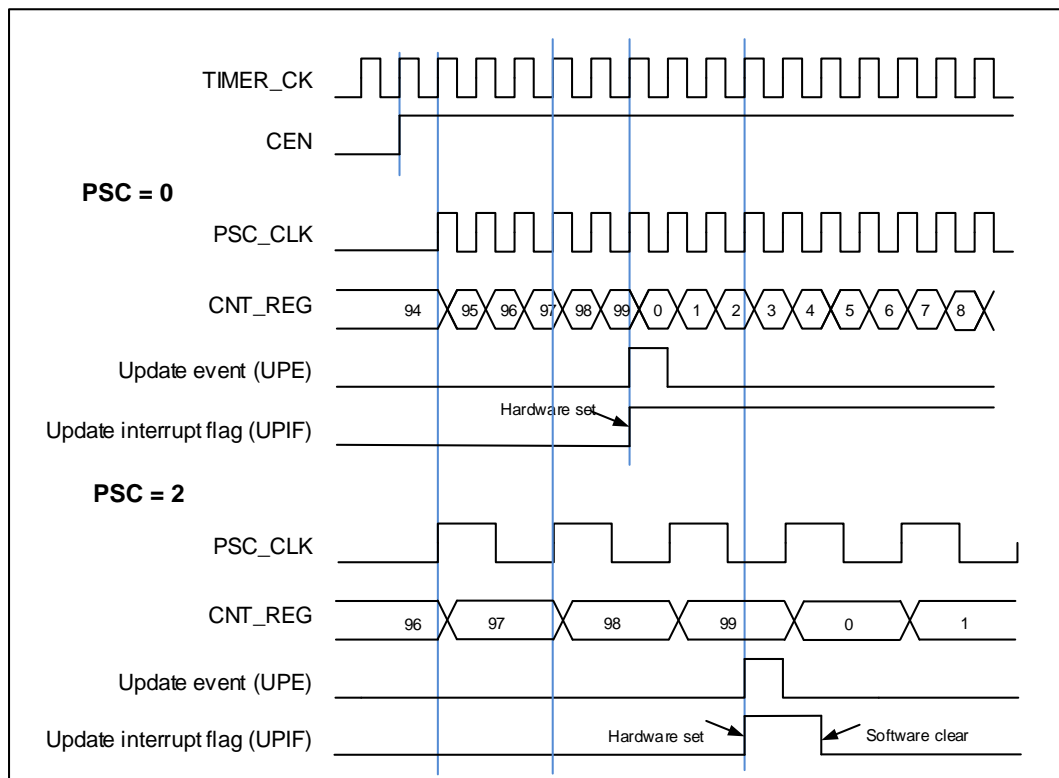 TIMER_CK
CEN
PSC = 0
PSC_CLK
CNT_REG 94 95 96 97 98 99 0 1 2 3 4 5 6 7 8
Update event (UPE)
Hardware set
Update interrupt flag (UPIF)
PSC = 2
PSC_CLK
CNT_REG 96 97 98 99 0 1
Update event (UPE)
Update interrupt flag (UPIF) Hardware set Software clear